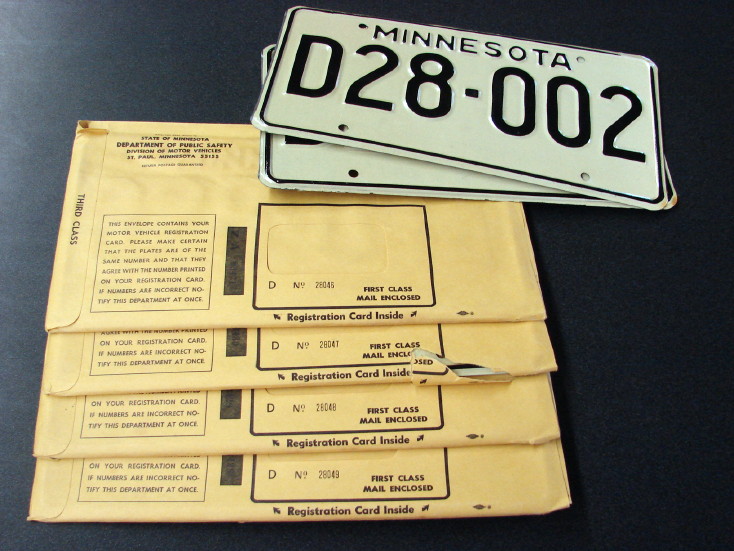 MINNESOTA
D28-002
STATE OF MINNESOTA
DEPARTMENT OF PUBLIC SAFETY
DIVISION OF MOTOR VEHICLES
ST. PAUL, MINNESOTA 55155
THIRD CLASS
THIS ENVELOPE CONTAINS YOUR
MOTOR VEHICLE REGISTRATION
CARD. PLEASE MAKE CERTAIN
THAT THE PLATES ARE OF THE
SAME NUMBER AND THAT THEY
AGREE WITH THE NUMBER PRINTED
ON YOUR REGISTRATION CARD.
IF NUMBERS ARE INCORRECT NO-
TIFY THIS DEPARTMENT AT ONCE.
D Nº 28046
FIRST CLASS
MAIL ENCLOSED
Registration Card Inside
AGREE WITH THE NUMBER PRINTED
ON YOUR REGISTRATION CARD.
IF NUMBERS ARE INCORRECT NO-
TIFY THIS DEPARTMENT AT ONCE.
D Nº 28047
FIRST CLASS
MAIL ENCLOSED
Registration Card Inside
ON YOUR REGISTRATION CARD.
IF NUMBERS ARE INCORRECT NO-
TIFY THIS DEPARTMENT AT ONCE.
D Nº 28048
FIRST CLASS
MAIL ENCLOSED
Registration Card Inside
ON YOUR REGISTRATION CARD.
IF NUMBERS ARE INCORRECT NO-
TIFY THIS DEPARTMENT AT ONCE.
D Nº 28049
FIRST CLASS
MAIL ENCLOSED
Registration Card Inside